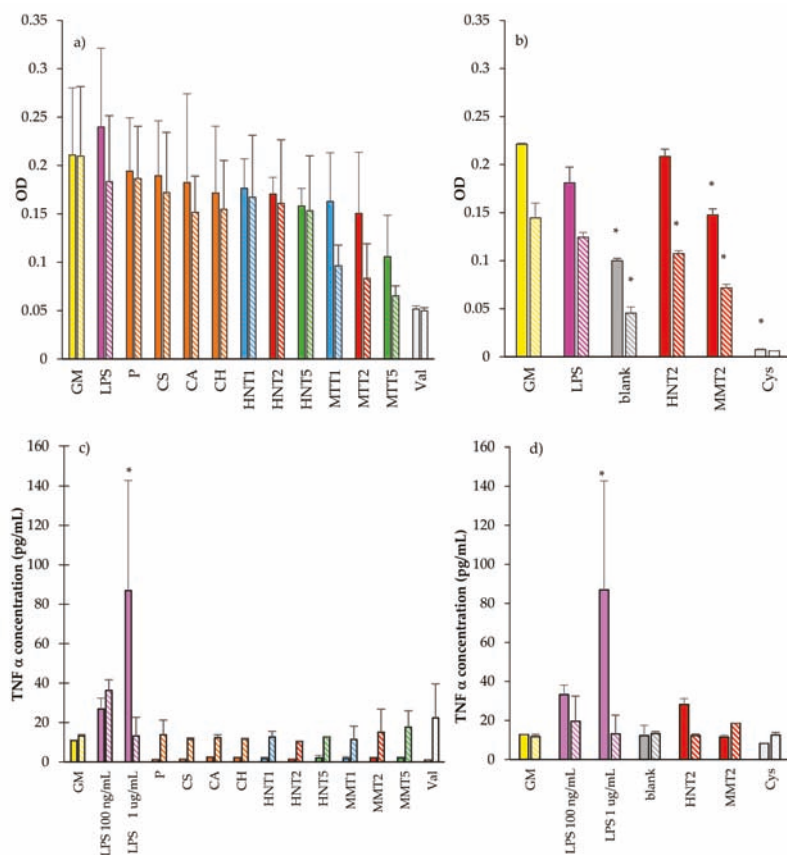 a)
0.35
0.3
0.25
0.2
0.15
0.1
0.05
0
OD
GM
LPS
P
CS
CA
CH
HNT1
HNT2
HNT5
MTT1
MTT2
MTT5
Val
b)
0.35
0.3
0.25
0.2
0.15
0.1
0.05
0
OD
* * * * * *
GM
LPS
blank
HNT2
MMT2
Cys
c)
160
140
120
100
80
60
40
20
0
TNF α concentration (pg/mL)
*
GM
LPS 100 ng/mL
LPS 1 ug/mL
P
CS
CA
CH
HNT1
HNT2
HNT5
MMT1
MMT2
MMT5
Val
d)
160
140
120
100
80
60
40
20
0
TNF α concentration (pg/mL)
*
GM
LPS 100 ng/mL
LPS 1 ug/mL
blank
HNT2
MMT2
Cys